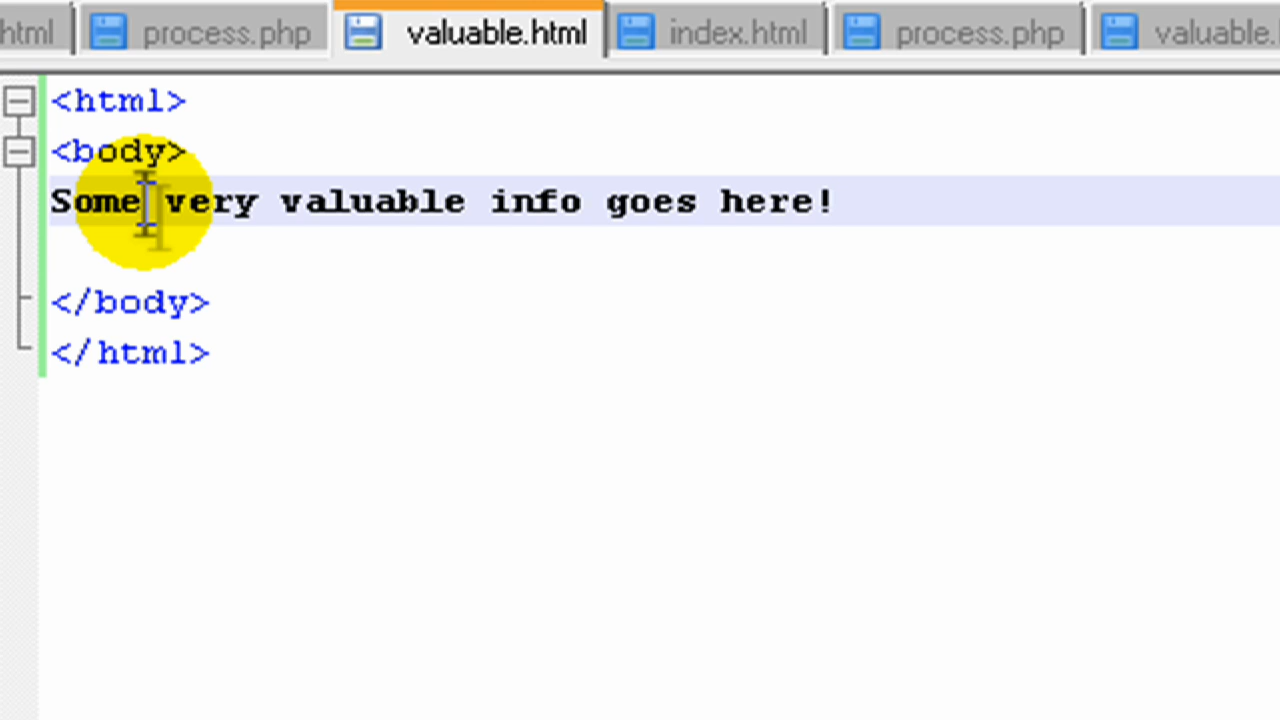 html process.php valuable.html index.html process.php valuable.
<html>
<body>
Some very valuable info goes here!
</body>
</html>